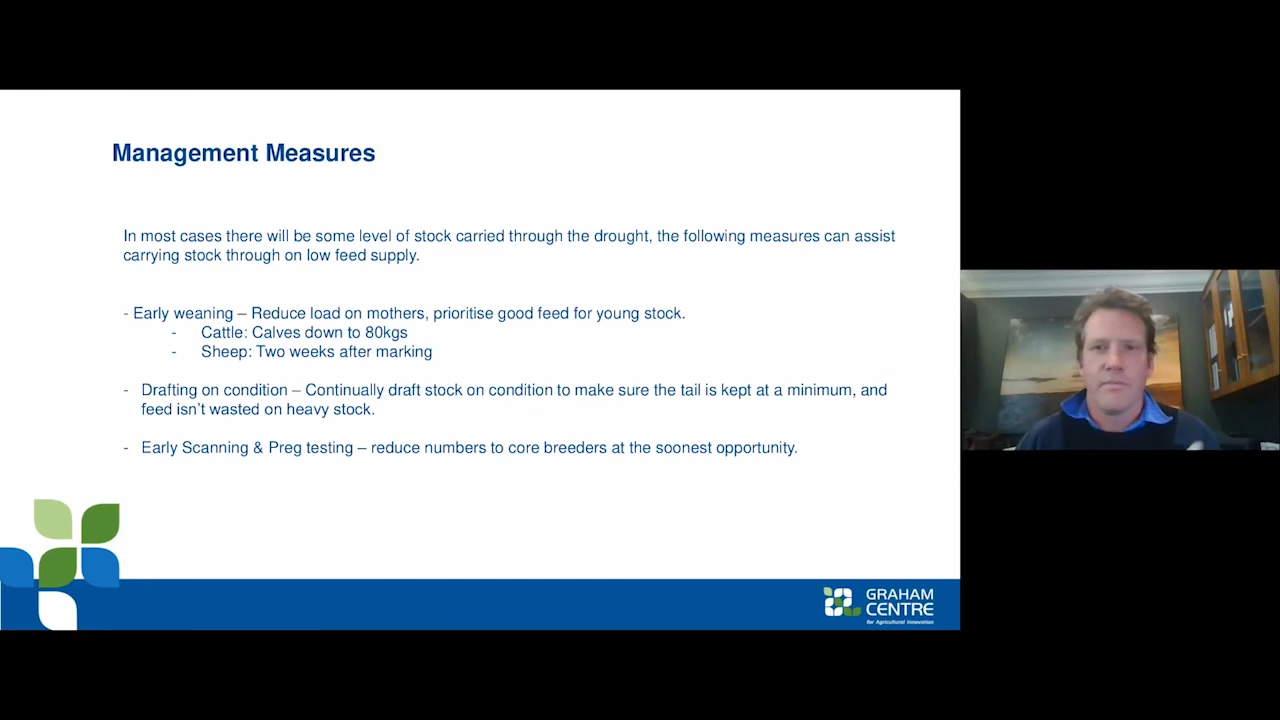 Management Measures
In most cases there will be some level of stock carried through the drought, the following measures can assist
carrying stock through on low feed supply.
- Early weaning – Reduce load on mothers, prioritise good feed for young stock.
- Cattle: Calves down to 80kgs
- Sheep: Two weeks after marking
- Drafting on condition – Continually draft stock on condition to make sure the tail is kept at a minimum, and
feed isn't wasted on heavy stock.
- Early Scanning & Preg testing – reduce numbers to core breeders at the soonest opportunity.
GRAHAM
CENTRE
for Agricultural Innovation